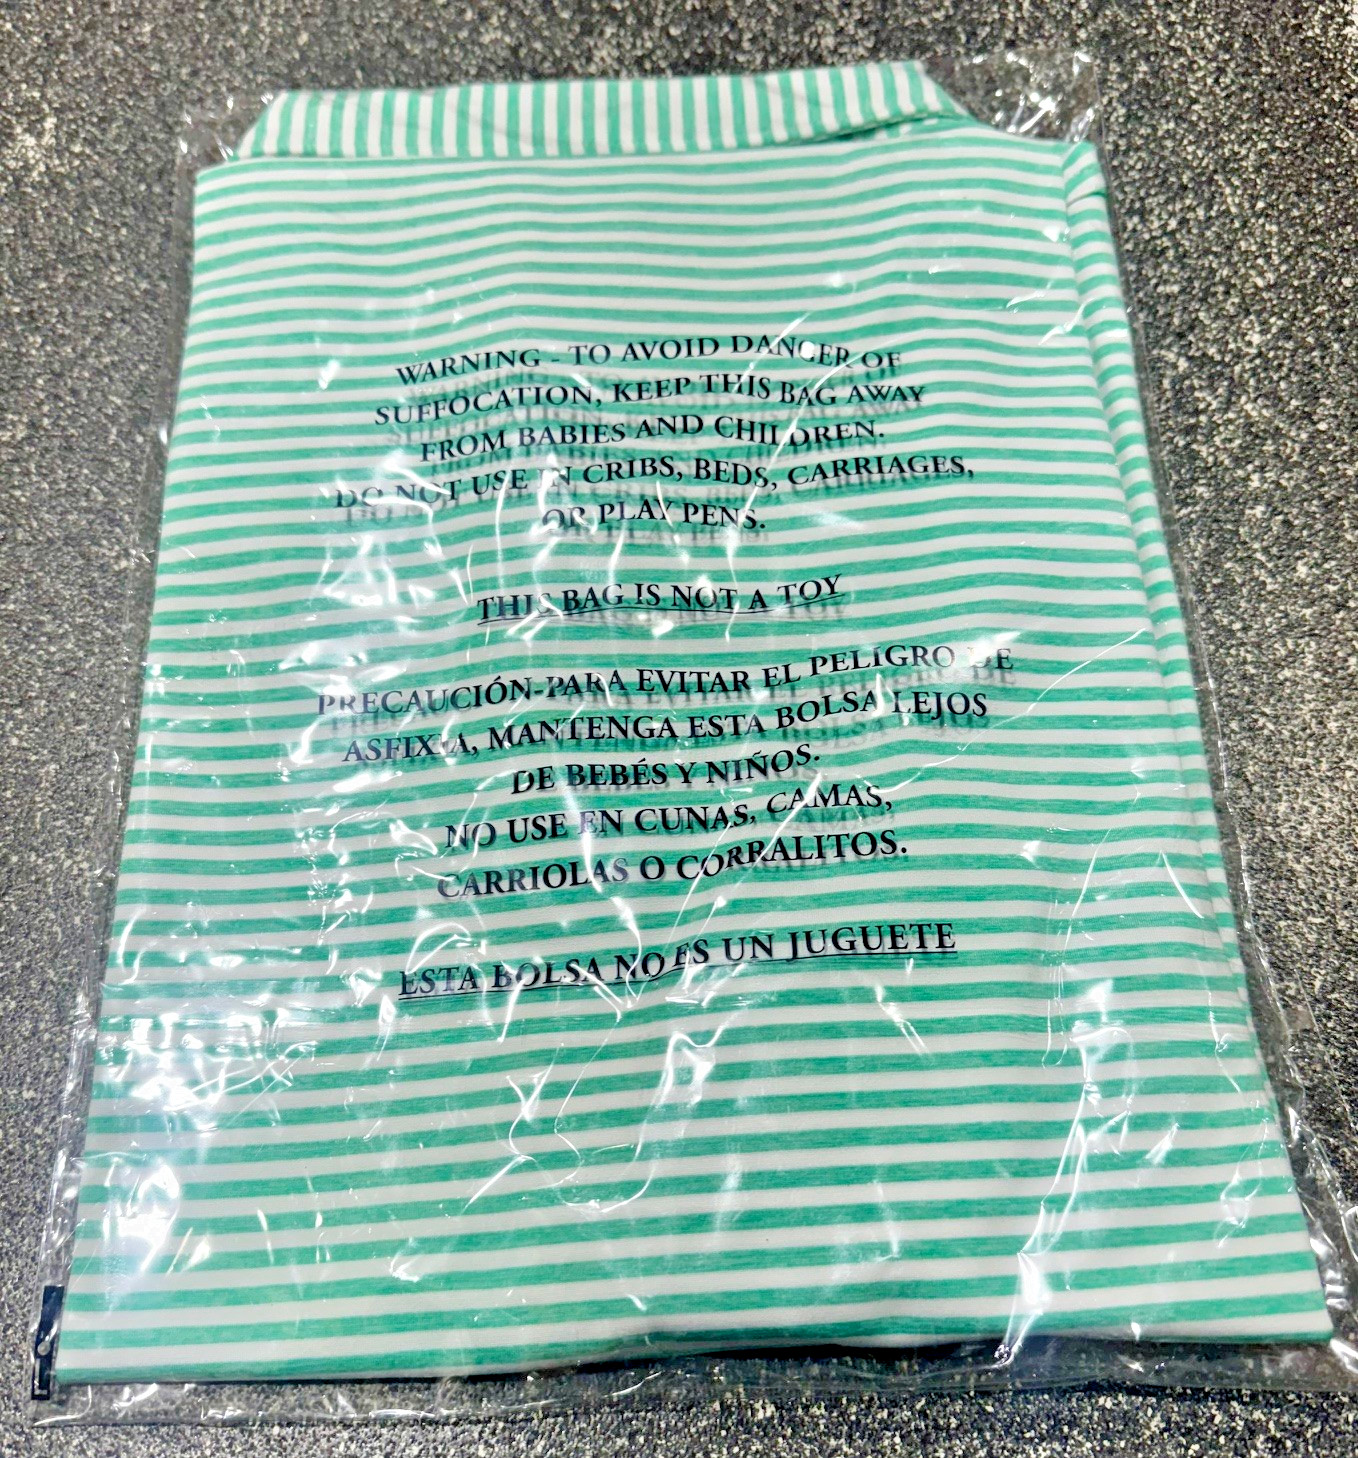 WARNING - TO AVOID DANGER OF
SUFFOCATION, KEEP THIS BAG AWAY
FROM BABIES AND CHILDREN.
DO NOT USE IN CRIBS, BEDS, CARRIAGES,
OR PLAY PENS.
THIS BAG IS NOT A TOY
PRECAUCIÓN-PARA EVITAR EL PELIGRO DE
ASFIXIA, MANTENGA ESTA BOLSA LEJOS
DE BEBÉS Y NIÑOS.
NO USE EN CUNAS, CAMAS,
CARRIOLAS O CORRALITOS.
ESTA BOLSA NO ES UN JUGUETE